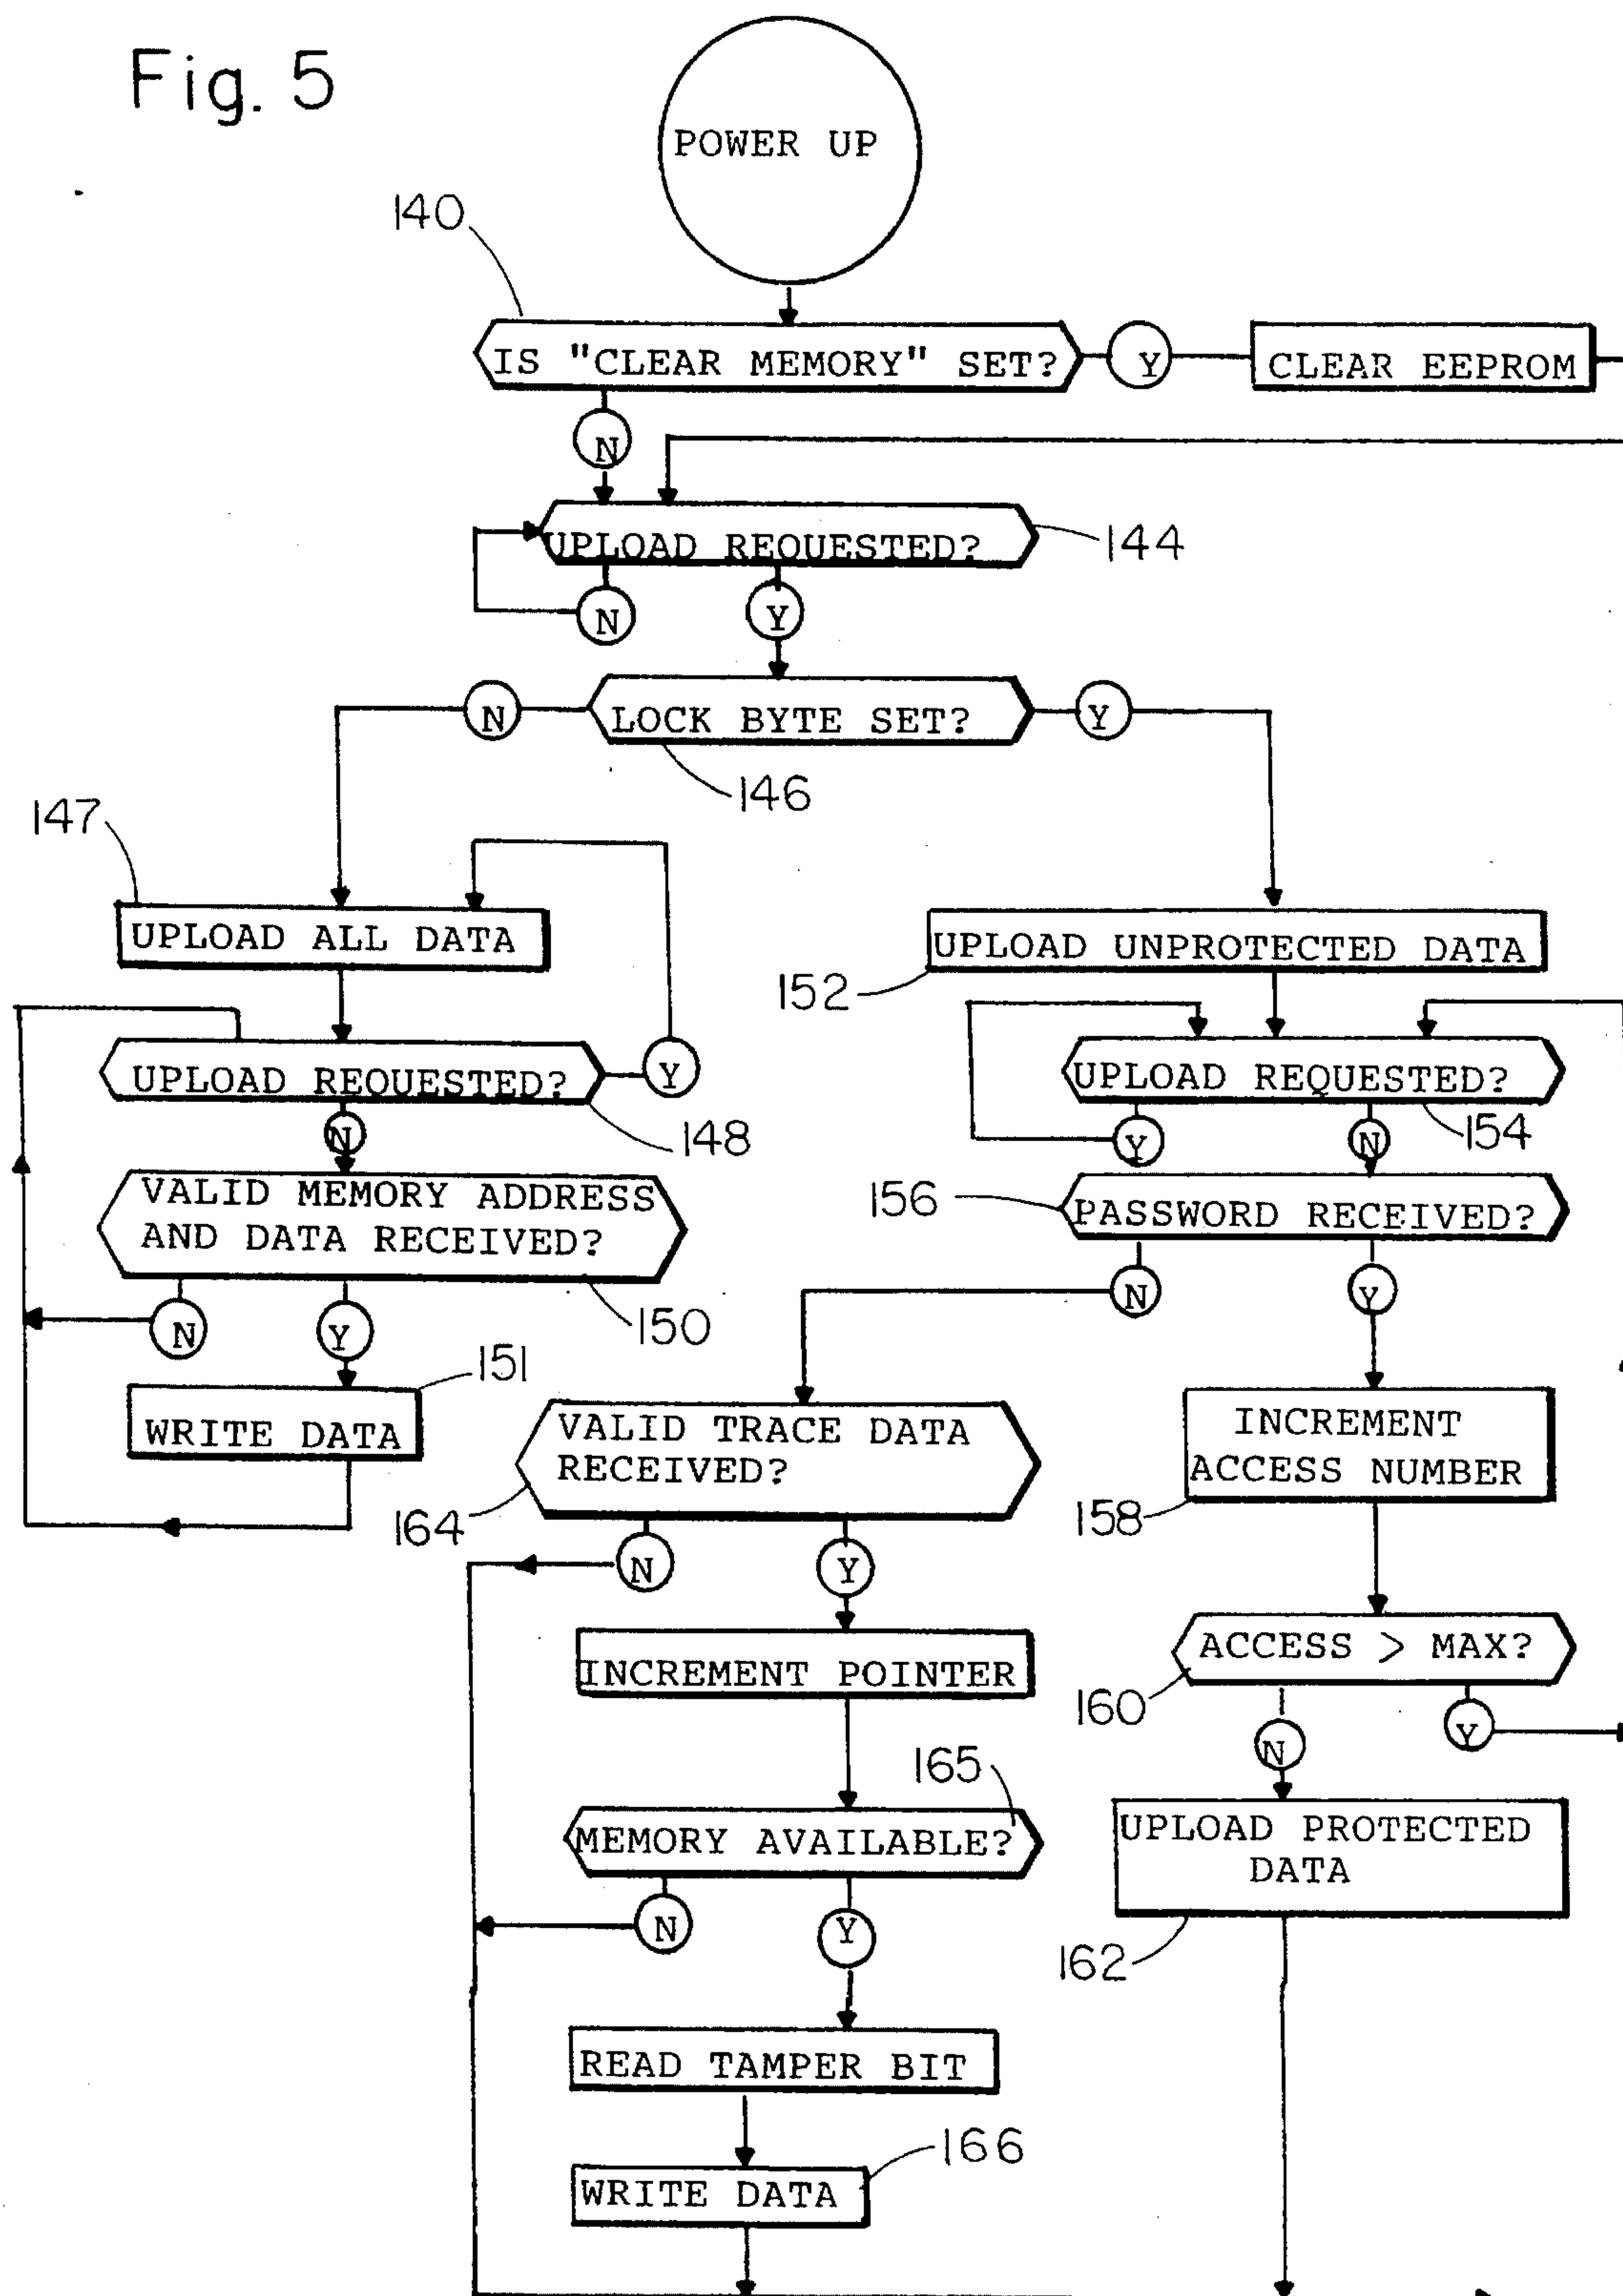 Fig. 5
POWER UP
140
IS "CLEAR MEMORY" SET?
Y
CLEAR EEPROM
N
UPLOAD REQUESTED?
144
N
Y
N
LOCK BYTE SET?
Y
146
147
UPLOAD ALL DATA
UPLOAD UNPROTECTED DATA
152
UPLOAD REQUESTED?
Y
UPLOAD REQUESTED?
148
N
Y
N
154
VALID MEMORY ADDRESS
AND DATA RECEIVED?
156
PASSWORD RECEIVED?
N
Y
150
N
Y
151
WRITE DATA
VALID TRACE DATA
RECEIVED?
164
INCREMENT
ACCESS NUMBER
158
N
Y
INCREMENT POINTER
ACCESS > MAX?
160
N
Y
165
MEMORY AVAILABLE?
UPLOAD PROTECTED
DATA
N
Y
162
READ TAMPER BIT
166
WRITE DATA